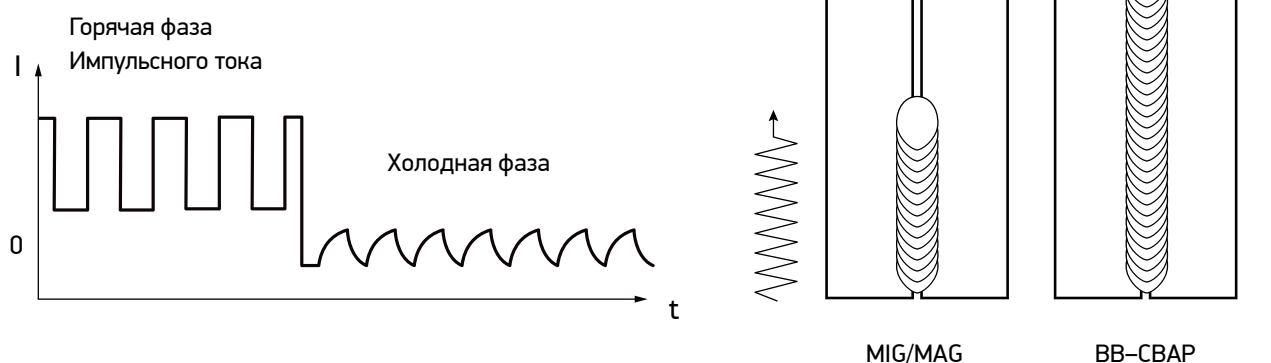 Горячая фаза
Импульсного тока
I
Холодная фаза
0
t
MIG/MAG
ВВ–СВАР